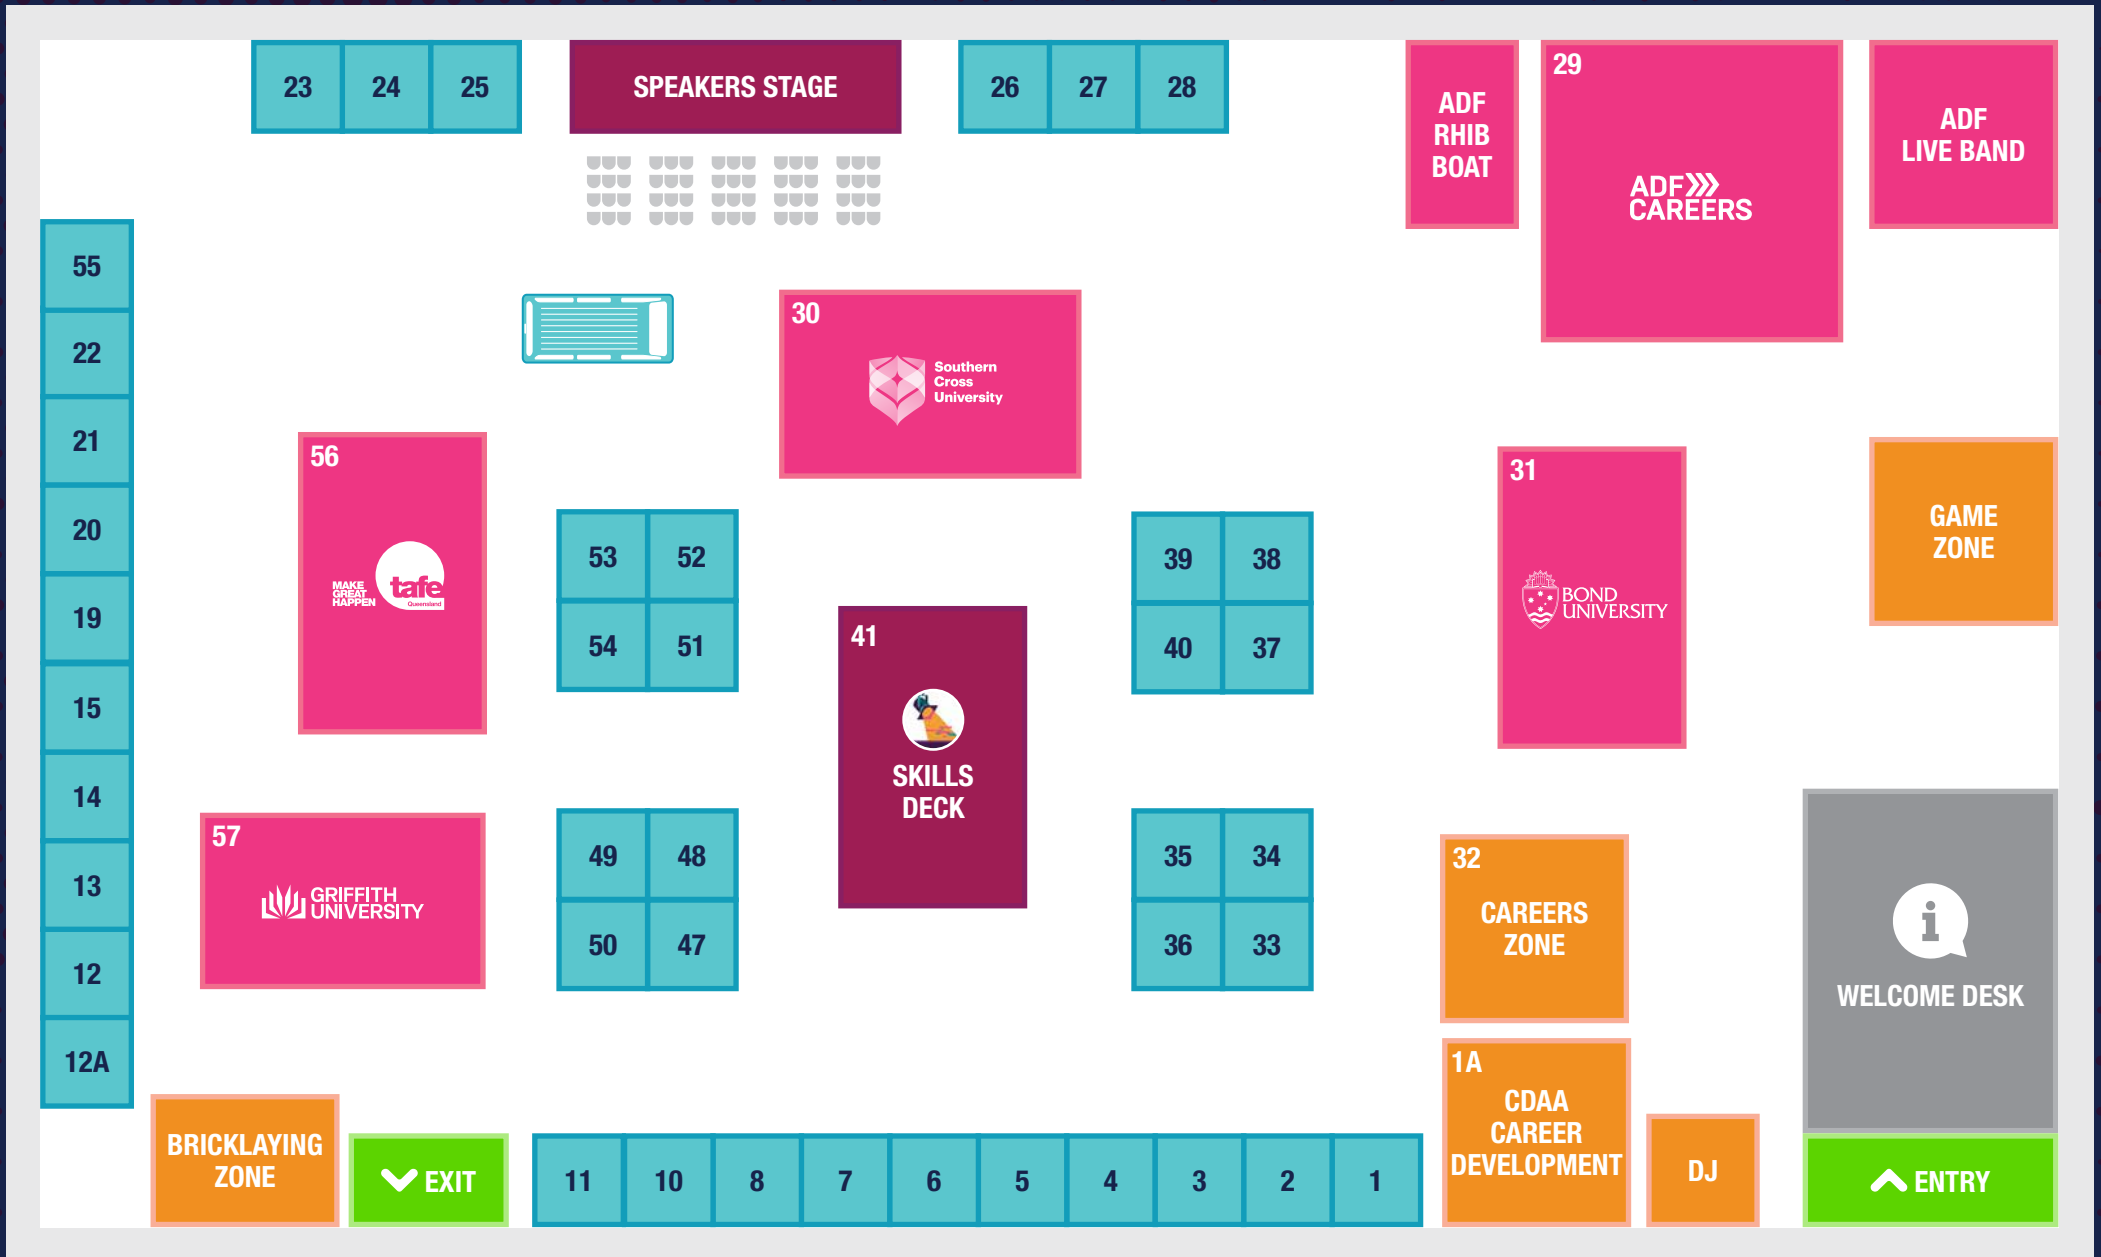 23
24
25
SPEAKERS STAGE
26
27
28
ADF
RHIB
BOAT
29
ADF
CAREERS
ADF
LIVE BAND
55
22
21
20
19
15
14
13
12
12A
30
Southern
Cross
University
56
MAKE
GREAT
HAPPEN
tafe
Queensland
53
52
54
51
39
38
40
37
31
BOND
UNIVERSITY
GAME
ZONE
41
SKILLS
DECK
57
GRIFFITH
UNIVERSITY
49
48
50
47
35
34
36
33
32
CAREERS
ZONE
i
WELCOME DESK
1A
CDAA
CAREER
DEVELOPMENT
DJ
ENTRY
BRICKLAYING
ZONE
EXIT
11
10
8
7
6
5
4
3
2
1